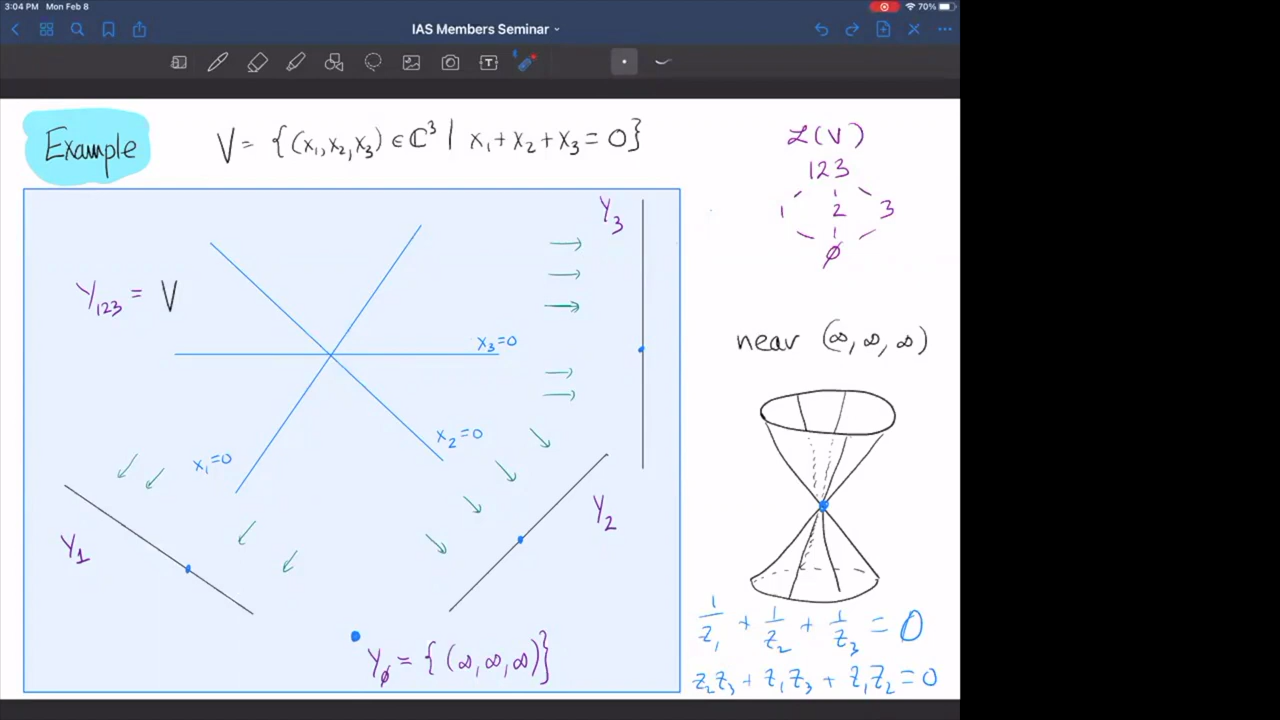 3:04 PM Mon Feb 8
70%
IAS Members Seminar
Example
V = {(x₁, x₂, x₃) ∈ ℂ³ | x₁ + x₂ + x₃ = 0}
ℒ(V)
123
1 2 3
∅
Y₃
Y₁₂₃ = V
x₃=0
x₂=0
x₁=0
Y₁
Y₂
Y∅ = {(∞, ∞, ∞)}
near (∞, ∞, ∞)
1/z₁ + 1/z₂ + 1/z₃ = 0
z₂z₃ + z₁z₃ + z₁z₂ = 0